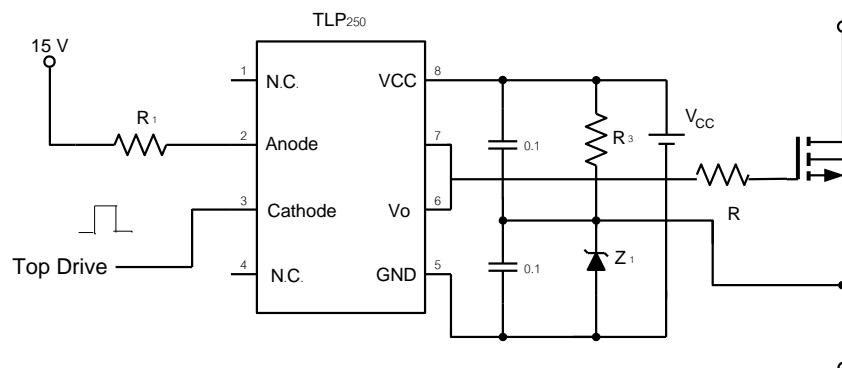 TLP250
15 V
1 N.C. VCC 8
R1
2 Anode 7
0.1
R3
VCC
3 Cathode Vo 6
R
Top Drive
4 N.C. GND 5
0.1
Z1